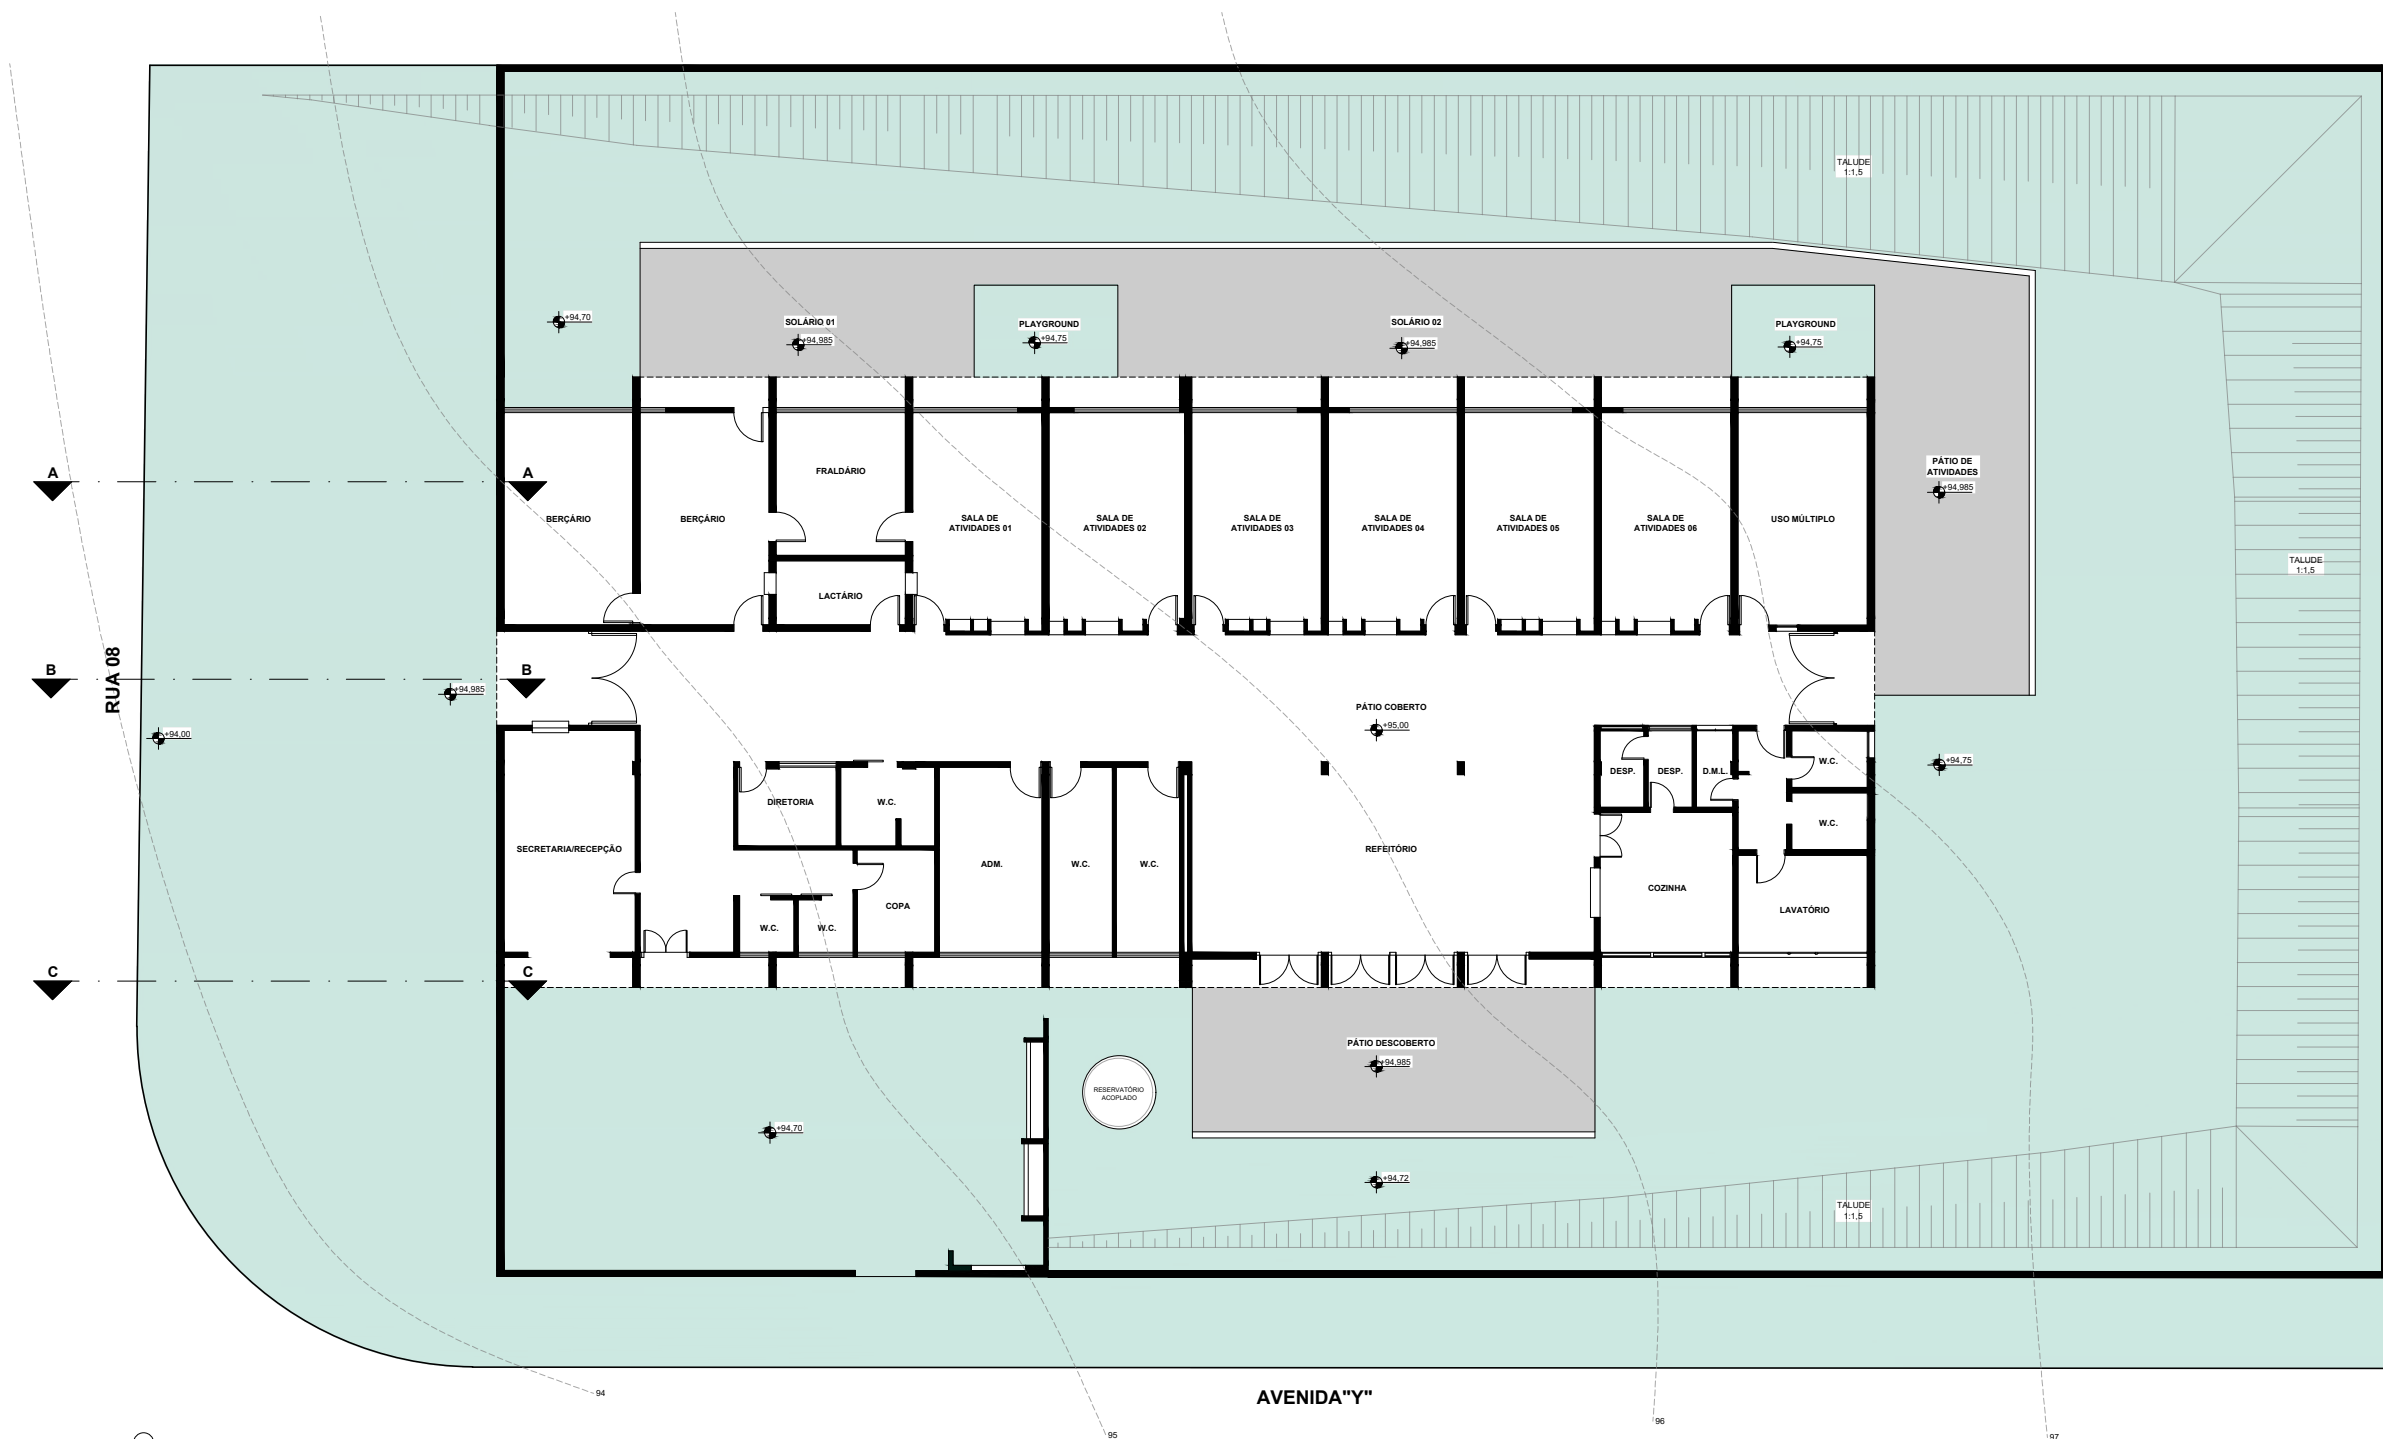 TALUDE
1:1,5
+94,70
SOLÁRIO 01
+94,985
PLAYGROUND
+94,75
SOLÁRIO 02
+94,985
PLAYGROUND
+94,75
A
A
BERÇÁRIO
BERÇÁRIO
FRALDÁRIO
LACTÁRIO
SALA DE
ATIVIDADES 01
SALA DE
ATIVIDADES 02
SALA DE
ATIVIDADES 03
SALA DE
ATIVIDADES 04
SALA DE
ATIVIDADES 05
SALA DE
ATIVIDADES 06
USO MÚLTIPLO
PÁTIO DE
ATIVIDADES
+94,985
TALUDE
1:1,5
B
B
RUA 08
+94,985
+94,00
PÁTIO COBERTO
+95,00
+94,75
SECRETARIA/RECEPÇÃO
DIRETORIA
W.C.
ADM.
W.C.
W.C.
COPA
W.C.
W.C.
REFEITÓRIO
DESP.
DESP.
D.M.L.
W.C.
W.C.
COZINHA
LAVATÓRIO
C
C
PÁTIO DESCOBERTO
+94,985
RESERVATÓRIO
ACOPLADO
+94,70
+94,72
TALUDE
1:1,5
94
AVENIDA"Y"
95
96
97